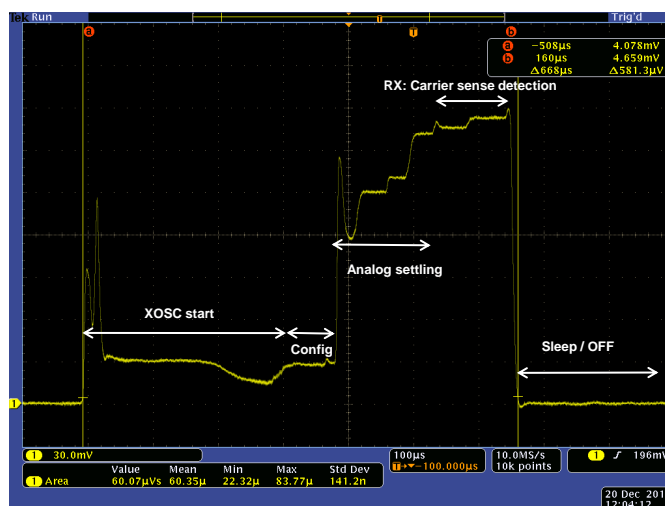 Tek Run Trig'd
a b
a -508µs 4.078mV
b 160µs 4.659mV
Δ668µs Δ581.3µV
RX: Carrier sense detection
Analog settling
XOSC start
Config
Sleep / OFF
1 30.0mV 100µs 10.0MS/s 1 196mV
T→▼-100.000µs 10k points
Value Mean Min Max Std Dev
1 Area 60.07µVs 60.35µ 22.32µ 83.77µ 141.2n
20 Dec 201
12:04:12